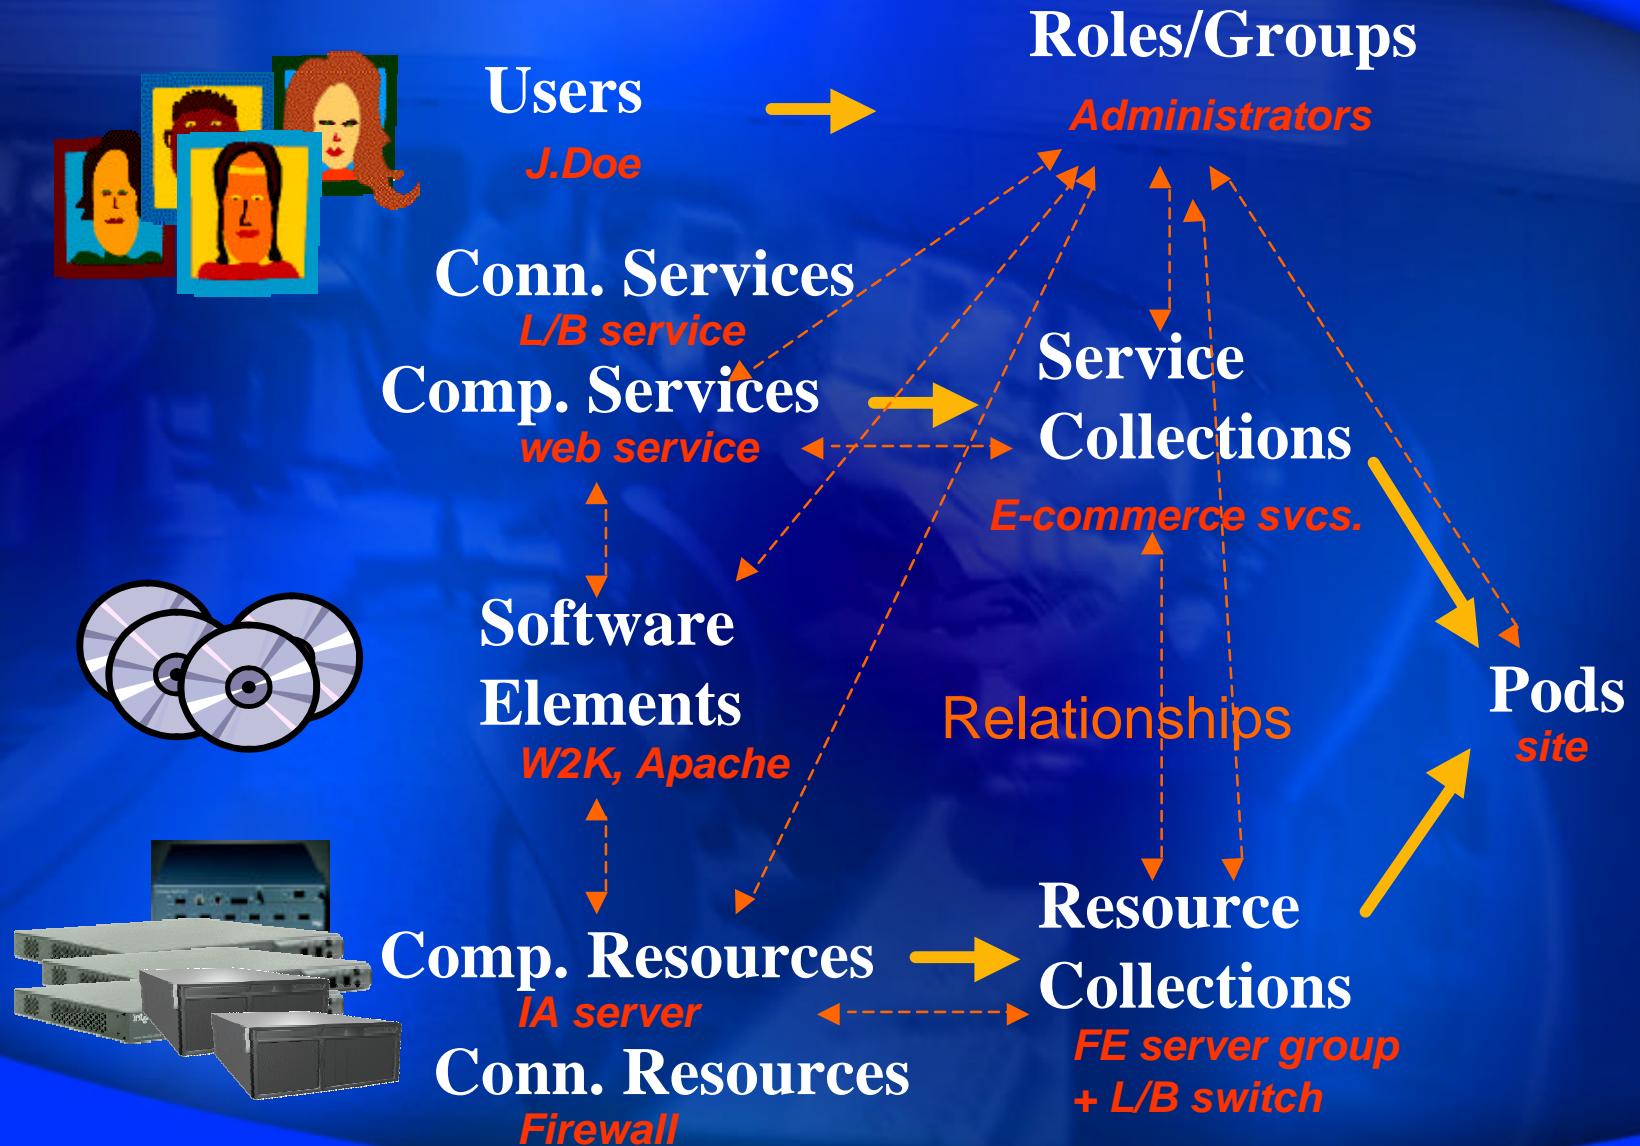 Roles/Groups
Users
Administrators
J.Doe
Conn. Services
L/B service
Comp. Services
web service
Service
Collections
E-commerce svcs.
Software
Elements
W2K, Apache
Relationships
Pods
site
Comp. Resources
IA server
Conn. Resources
Firewall
Resource
Collections
FE server group
+ L/B switch